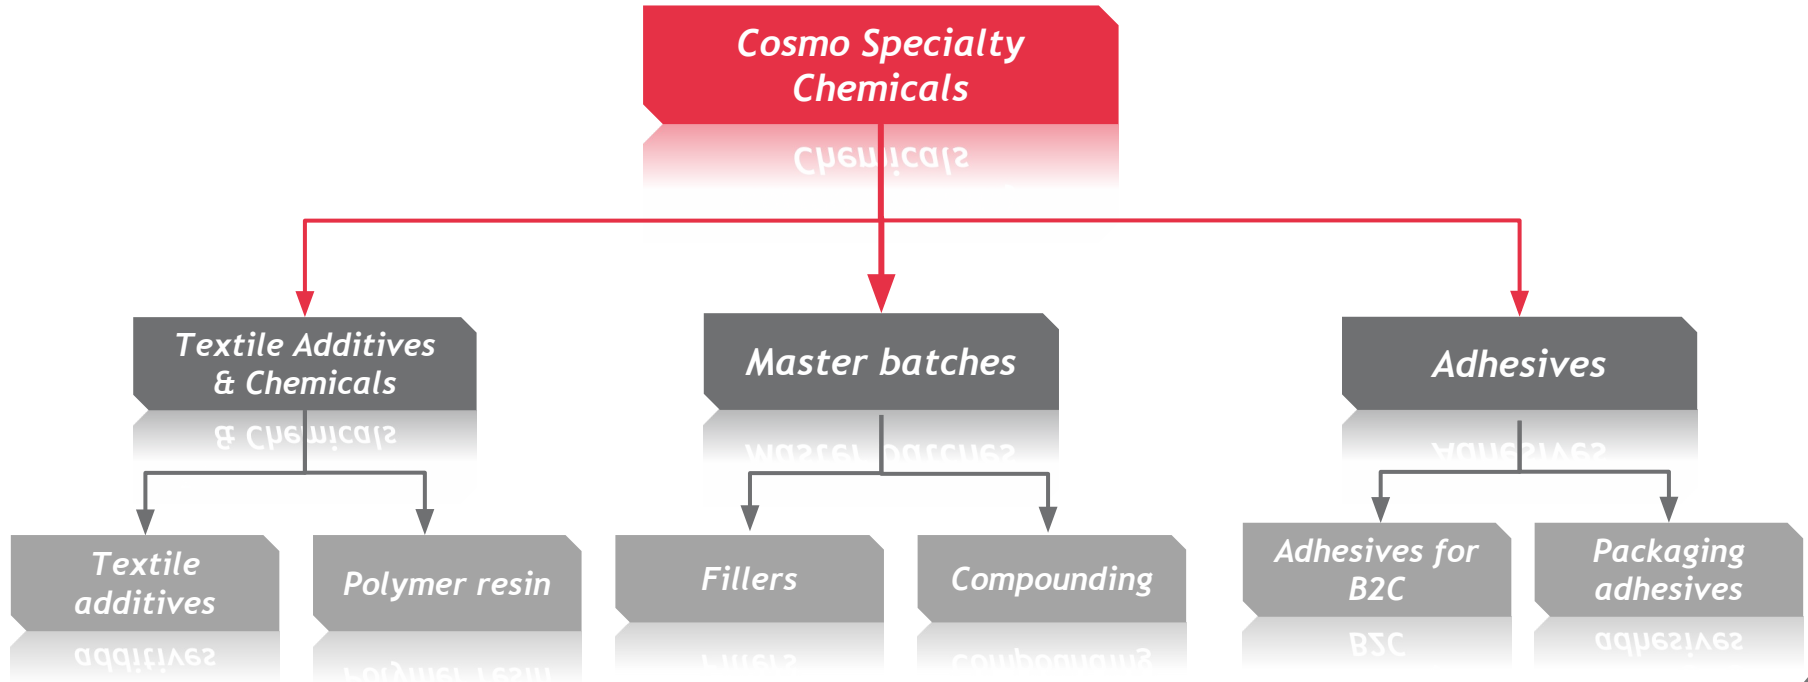 Cosmo Specialty
Chemicals
Textile Additives
& Chemicals
Master batches
Adhesives
Textile
additives
Polymer resin
Fillers
Compounding
Adhesives for
B2C
Packaging
adhesives